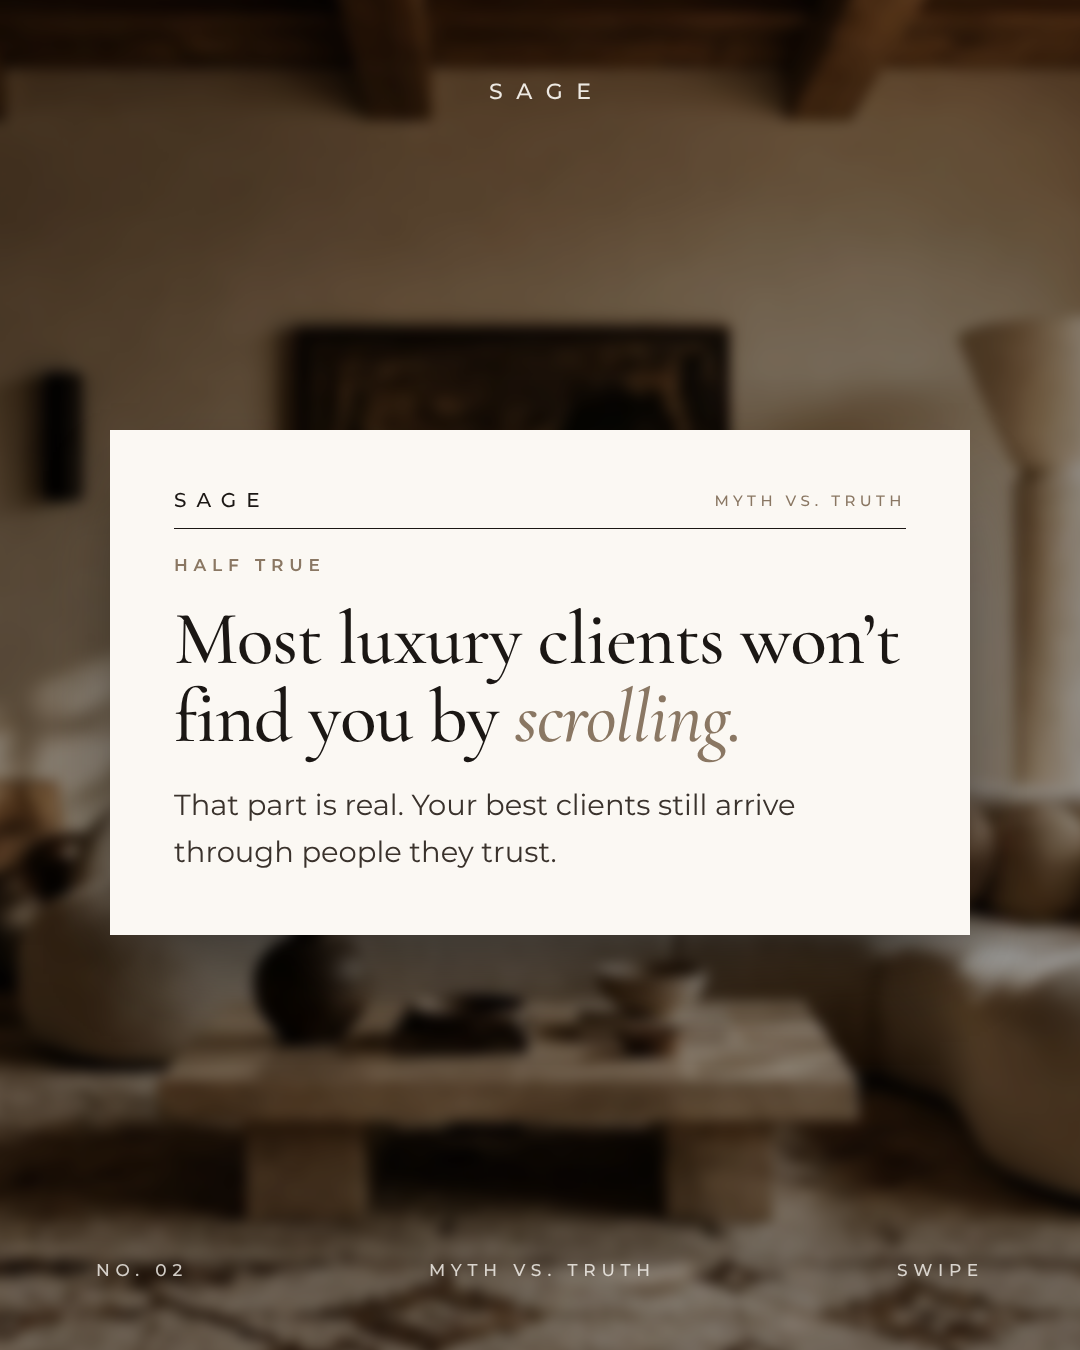 SAGE
SAGE
MYTH VS. TRUTH
HALF TRUE
Most luxury clients won’t
find you by scrolling.
That part is real. Your best clients still arrive
through people they trust.
NO. 02
MYTH VS. TRUTH
SWIPE